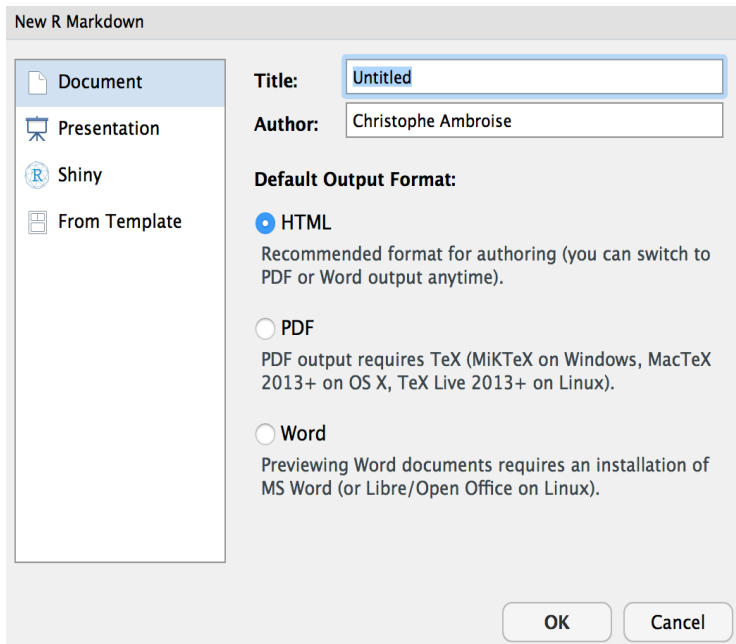 New R Markdown
Document
Presentation
R Shiny
From Template
Title: Untitled
Author: Christophe Ambroise
Default Output Format:
HTML
Recommended format for authoring (you can switch to
PDF or Word output anytime).
PDF
PDF output requires TeX (MiKTeX on Windows, MacTeX
2013+ on OS X, TeX Live 2013+ on Linux).
Word
Previewing Word documents requires an installation of
MS Word (or Libre/Open Office on Linux).
OK Cancel